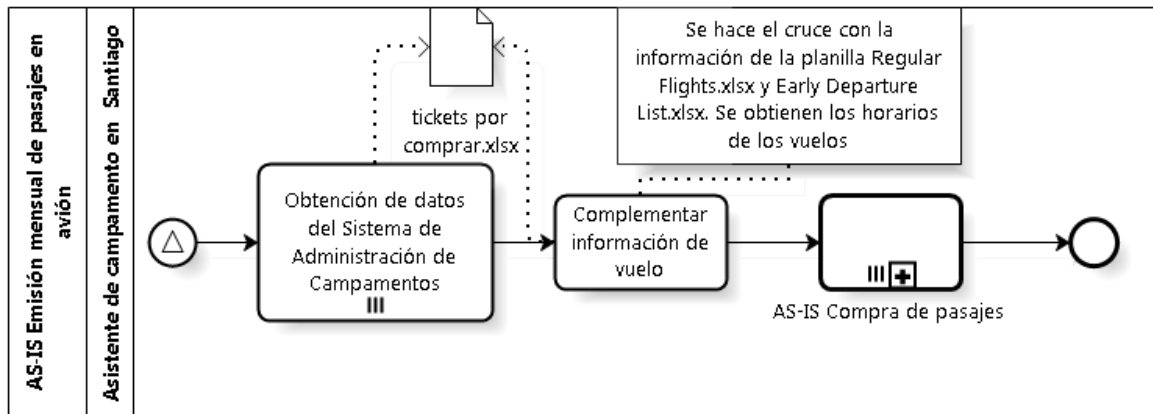 AS-IS Emisión mensual de pasajes en
avión
Asistente de campamento en Santiago
tickets por
comprar.xlsx
Se hace el cruce con la
información de la planilla Regular
Flights.xlsx y Early Departure
List.xlsx. Se obtienen los horarios
de los vuelos
Obtención de datos
del Sistema de
Administración de
Campamentos
Complementar
información de
vuelo
AS-IS Compra de pasajes